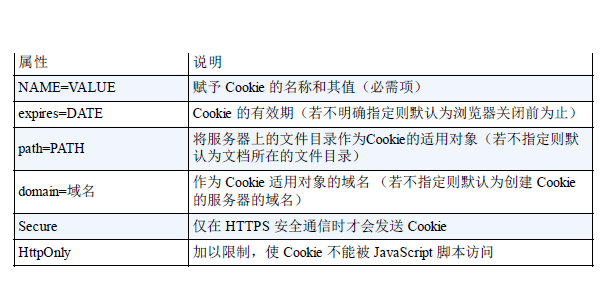 属性 说明
NAME=VALUE 赋予 Cookie 的名称和其值（必需项）
expires=DATE Cookie 的有效期（若不明确指定则默认为浏览器关闭前为止）
path=PATH 将服务器上的文件目录作为Cookie的适用对象（若不指定则默
认为文档所在的文件目录）
domain=域名 作为 Cookie 适用对象的域名 （若不指定则默认为创建 Cookie
的服务器的域名）
Secure 仅在 HTTPS 安全通信时才会发送 Cookie
HttpOnly 加以限制，使 Cookie 不能被 JavaScript 脚本访问